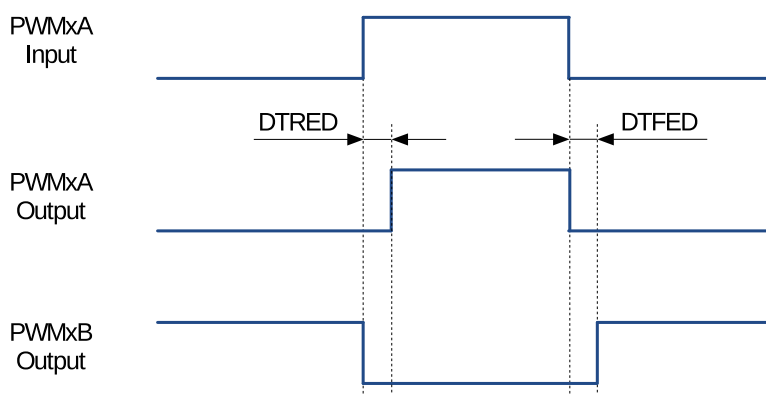 PWMxA
Input
DTRED
DTFED
PWMxA
Output
PWMxB
Output